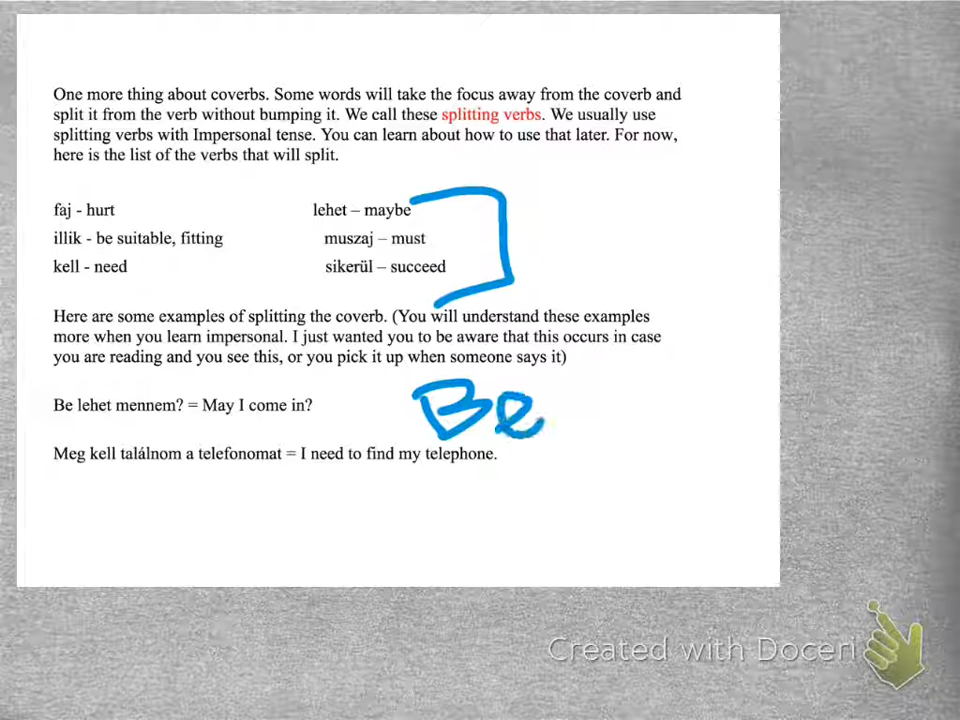 One more thing about coverbs. Some words will take the focus away from the coverb and
split it from the verb without bumping it. We call these splitting verbs. We usually use
splitting verbs with Impersonal tense. You can learn about how to use that later. For now,
here is the list of the verbs that will split.
faj - hurt lehet – maybe
illik - be suitable, fitting muszaj – must
kell - need sikerül – succeed
Here are some examples of splitting the coverb. (You will understand these examples
more when you learn impersonal. I just wanted you to be aware that this occurs in case
you are reading and you see this, or you pick it up when someone says it)
Be lehet mennem? = May I come in? Be
Meg kell találnom a telefonomat = I need to find my telephone.
Created with Doceri